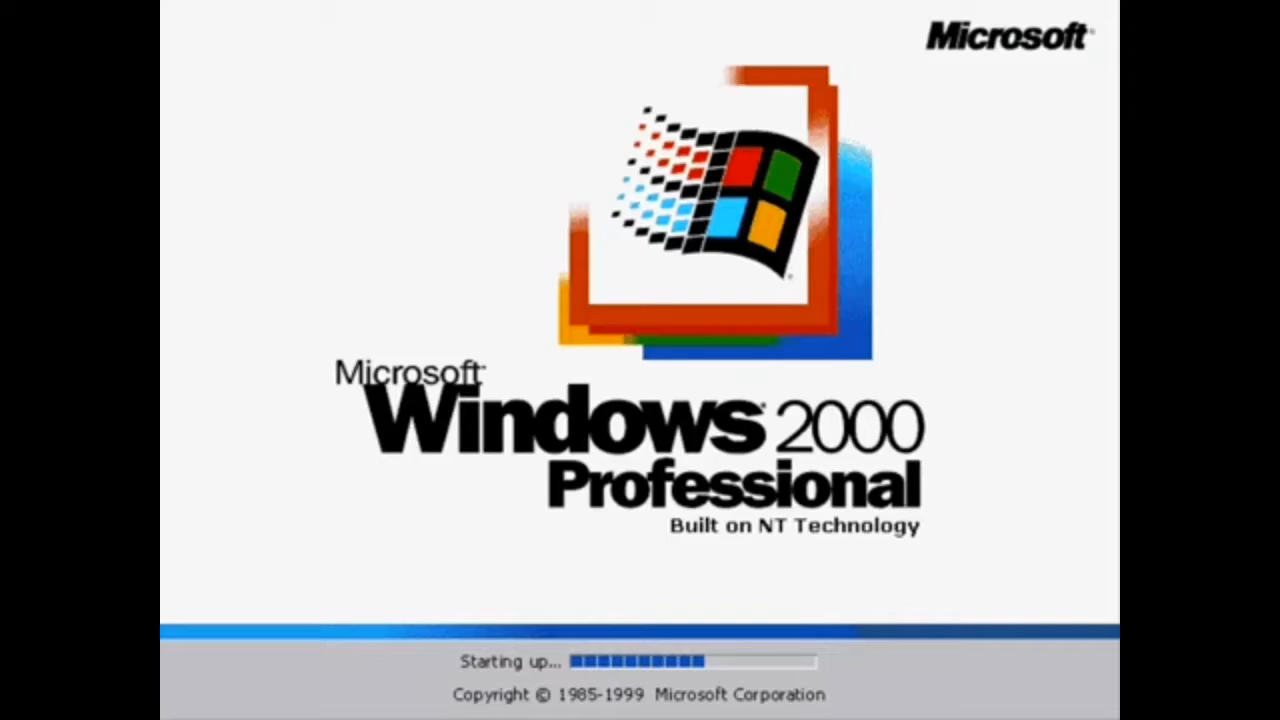 Microsoft
Microsoft
Windows 2000
Professional
Built on NT Technology
Starting up...
Copyright © 1985-1999 Microsoft Corporation